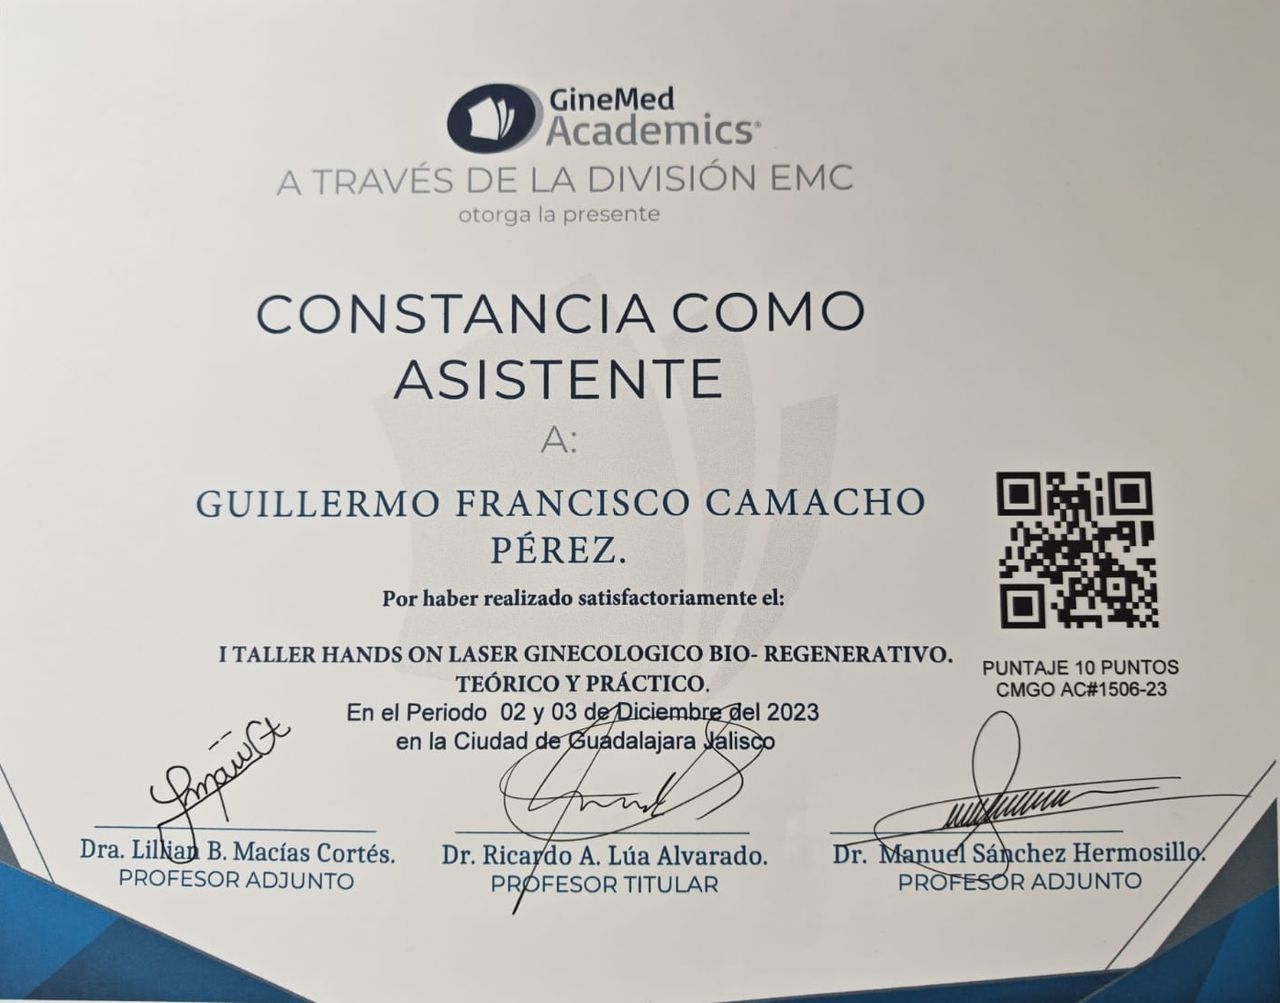 GineMed
Academics®
A TRAVÉS DE LA DIVISIÓN EMC
otorga la presente
CONSTANCIA COMO
ASISTENTE
A:
GUILLERMO FRANCISCO CAMACHO
PÉREZ.
Por haber realizado satisfactoriamente el:
I TALLER HANDS ON LASER GINECOLOGICO BIO- REGENERATIVO.
TEÓRICO Y PRÁCTICO.
En el Periodo 02 y 03 de Diciembre del 2023
en la Ciudad de Guadalajara Jalisco
PUNTAJE 10 PUNTOS
CMGO AC#1506-23
Dra. Lillian B. Macías Cortés.
PROFESOR ADJUNTO
Dr. Ricardo A. Lúa Alvarado.
PROFESOR TITULAR
Dr. Manuel Sánchez Hermosillo.
PROFESOR ADJUNTO